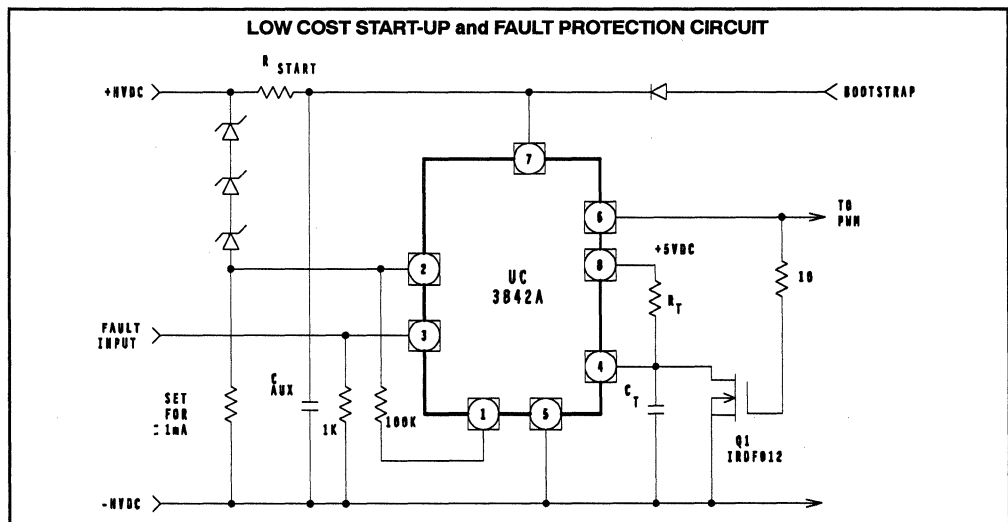 LOW COST START-UP and FAULT PROTECTION CIRCUIT
R START
+HVDC
BOOTSTRAP
7
6
TO
PWM
+5VDC
8
2
UC
3842A
R T
10
FAULT
INPUT
3
4
C AUX
C T
SET
FOR
1mA
1K
100K
1
5
Q1
IRDF012
-HVDC